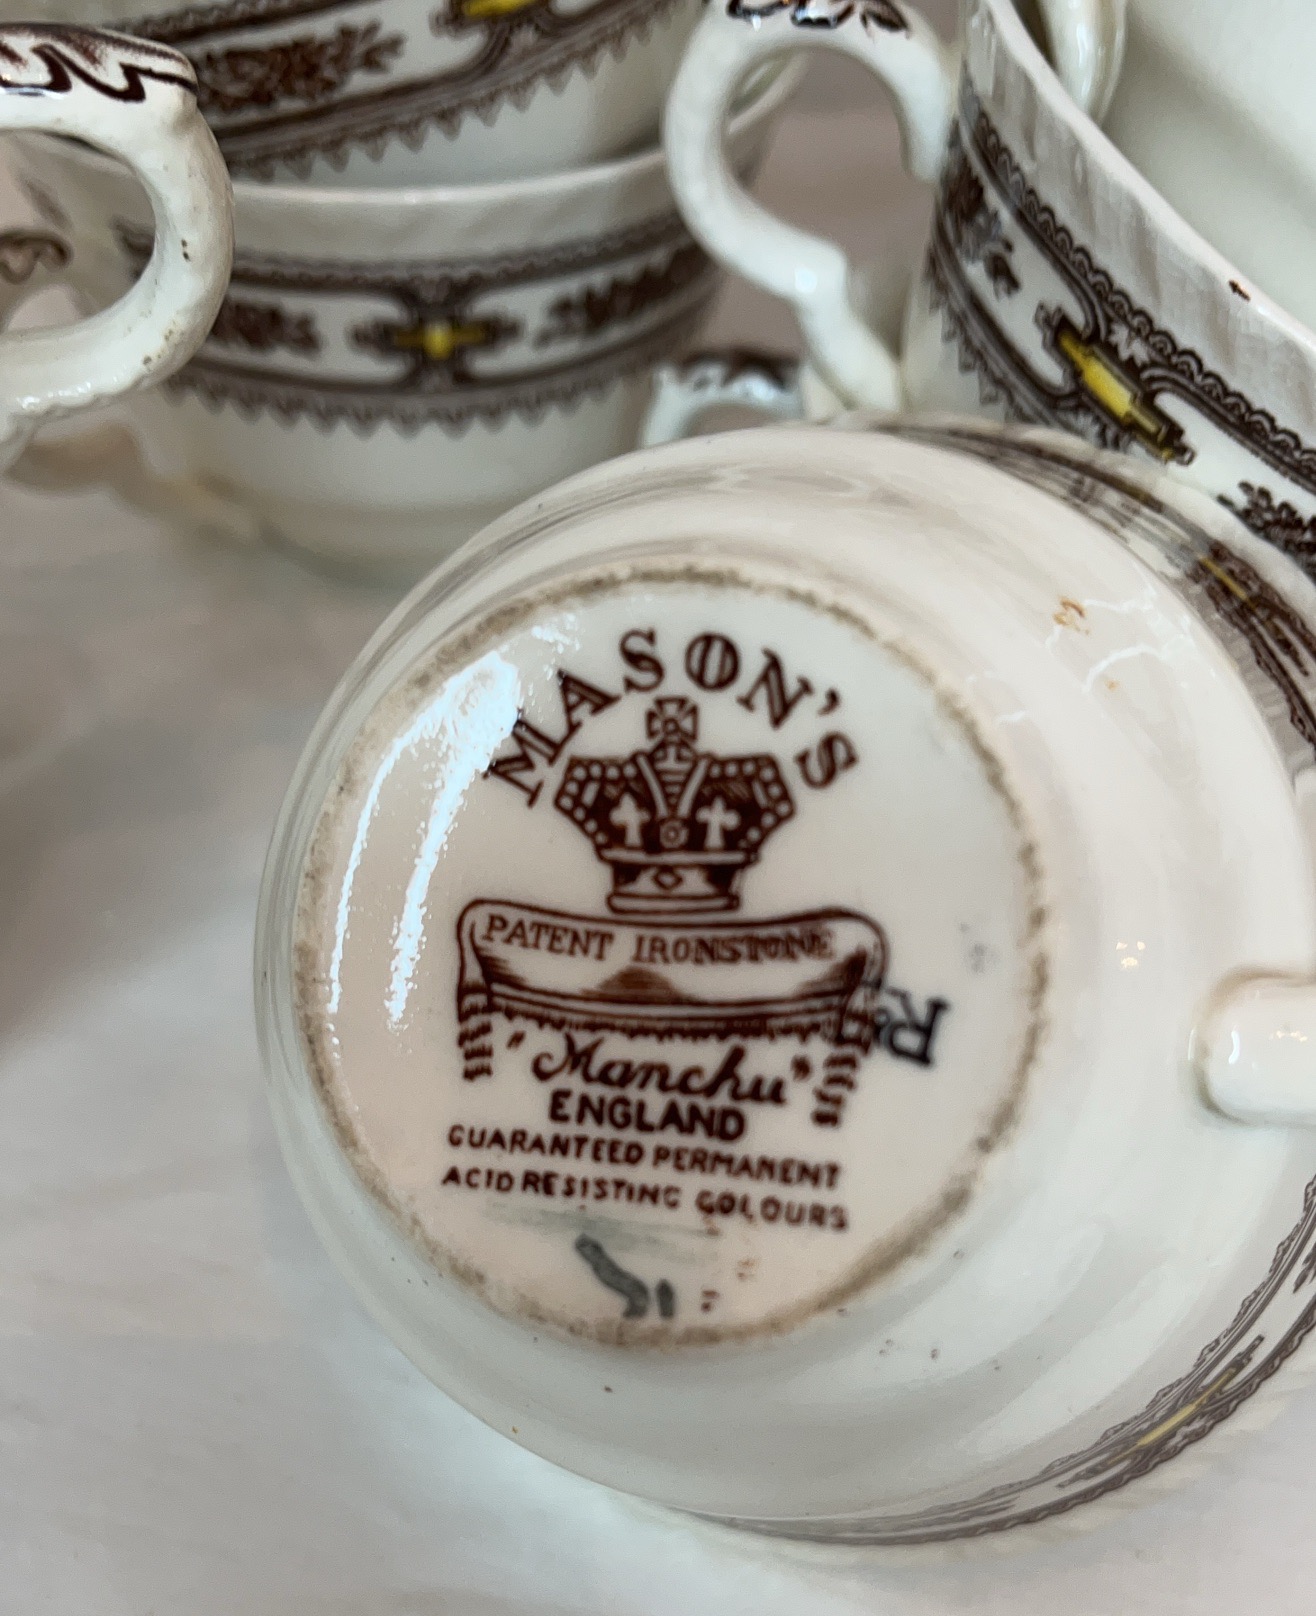 MASON'S
PATENT IRONSTONE
"Manchu"
ENGLAND
GUARANTEED PERMANENT
ACID RESISTING COLOURS